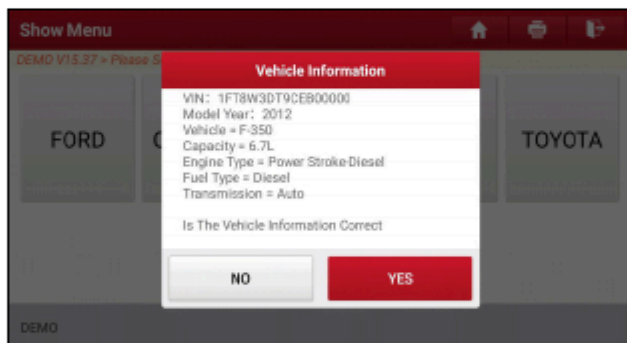 Show Menu
DEMO V15.37 > Please S
Vehicle Information
VIN: 1FT8W3DT9CEB00000
Model Year: 2012
Vehicle = F-350
Capacity = 6.7L
Engine Type = Power Stroke-Diesel
Fuel Type = Diesel
Transmission = Auto
Is The Vehicle Information Correct
FORD
TOYOTA
NO
YES
DEMO